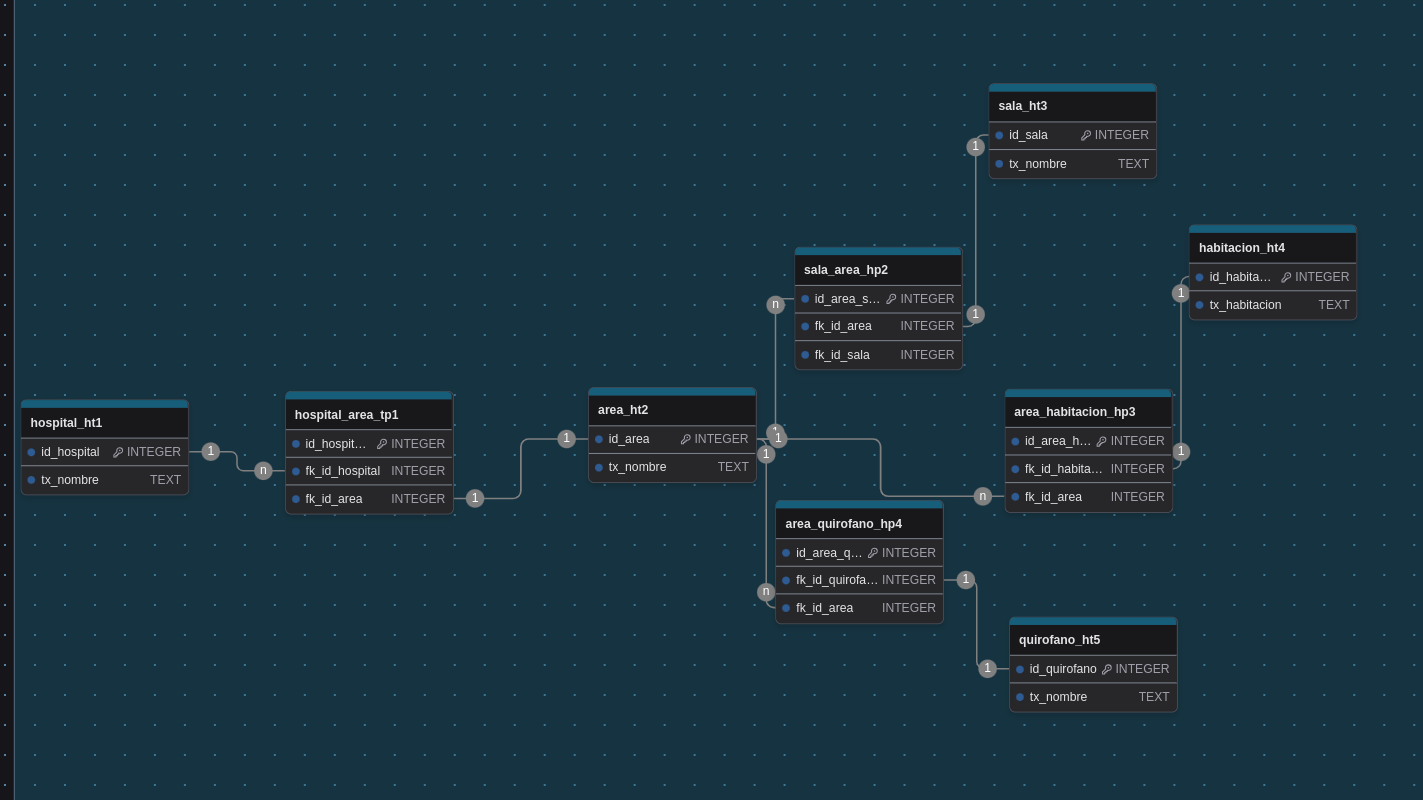 sala_ht3
id_sala INTEGER
tx_nombre TEXT
1
habitacion_ht4
id_habita... INTEGER
tx_habitacion TEXT
1
sala_area_hp2
id_area_s... INTEGER
fk_id_area INTEGER
fk_id_sala INTEGER
n
1
hospital_ht1
id_hospital INTEGER
tx_nombre TEXT
1
n
hospital_area_tp1
id_hospit... INTEGER
fk_id_hospital INTEGER
fk_id_area INTEGER
1
1
area_ht2
id_area INTEGER
tx_nombre TEXT
1
1
1
area_habitacion_hp3
id_area_h... INTEGER
fk_id_habita... INTEGER
fk_id_area INTEGER
1
n
area_quirofano_hp4
id_area_q... INTEGER
fk_id_quirofa... INTEGER
fk_id_area INTEGER
n
1
quirofano_ht5
id_quirofano INTEGER
tx_nombre TEXT
1